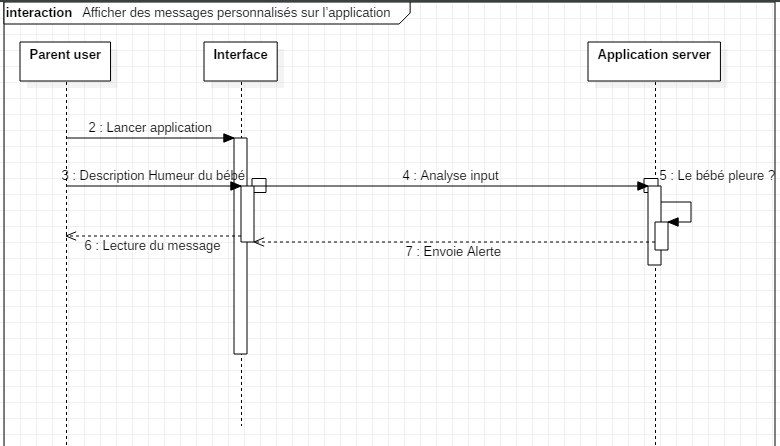 interaction Afficher des messages personnalisés sur l'application
Parent user
Interface
Application server
2 : Lancer application
3 : Description Humeur du bébé
4 : Analyse input
5 : Le bébé pleure ?
6 : Lecture du message
7 : Envoie Alerte